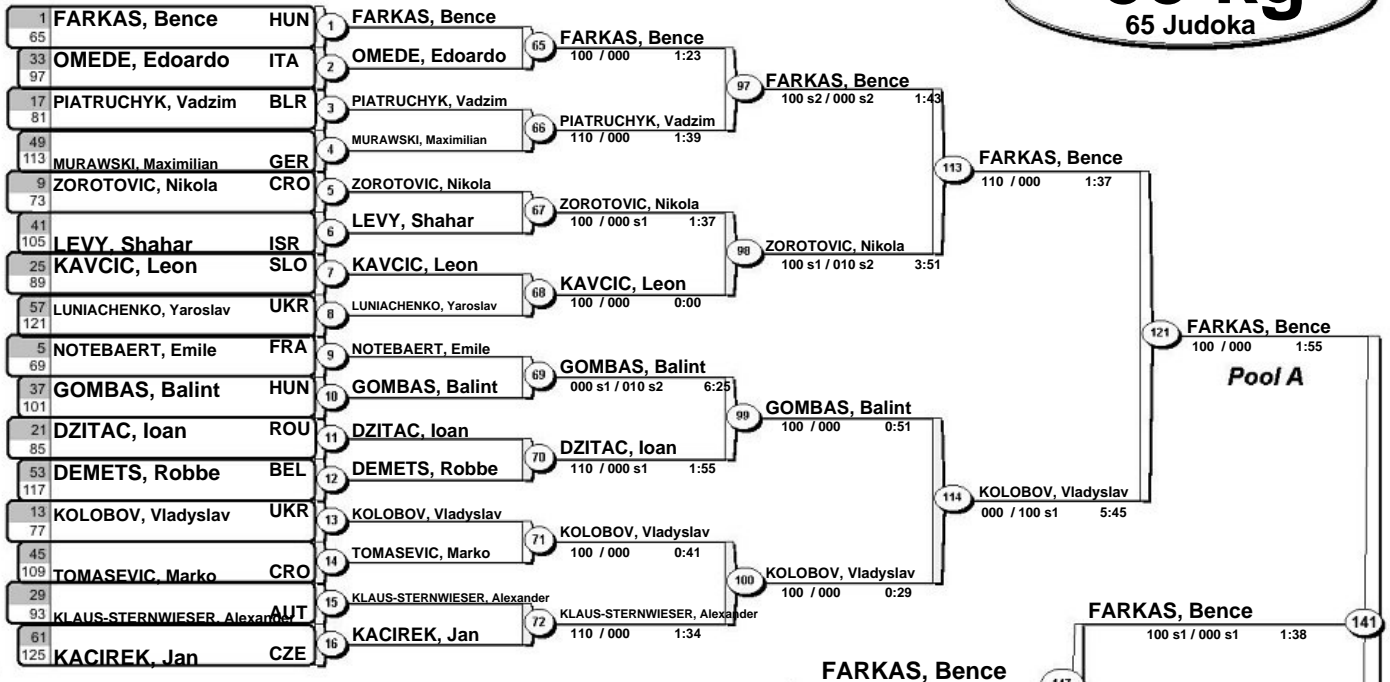 65 Judoka
1 FARKAS, Bence HUN
65
33 OMEDE, Edoardo ITA
97
17 PIATRUCHYK, Vadzim BLR
81
49
113 MURAWSKI, Maximilian GER
9 ZOROTOVIC, Nikola CRO
73
41
105 LEVY, Shahar ISR
25 KAVCIC, Leon SLO
89
57 LUNIACHENKO, Yaroslav UKR
121
5 NOTEBAERT, Emile FRA
69
37 GOMBAS, Balint HUN
101
21 DZITAC, Ioan ROU
85
53 DEMETS, Robbe BEL
117
13 KOLOBOV, Vladyslav UKR
77
45
109 TOMASEVIC, Marko CRO
29
93 KLAUS-STERNWIESER, Alexander AUT
61
125 KACIREK, Jan CZE
1 FARKAS, Bence
2 OMEDE, Edoardo
3 PIATRUCHYK, Vadzim
4 MURAWSKI, Maximilian
5 ZOROTOVIC, Nikola
6 LEVY, Shahar
7 KAVCIC, Leon
8 LUNIACHENKO, Yaroslav
9 NOTEBAERT, Emile
10 GOMBAS, Balint
11 DZITAC, Ioan
12 DEMETS, Robbe
13 KOLOBOV, Vladyslav
14 TOMASEVIC, Marko
15 KLAUS-STERNWIESER, Alexander
16 KACIREK, Jan
65 FARKAS, Bence
100 / 000 1:23
66 PIATRUCHYK, Vadzim
110 / 000 1:39
67 ZOROTOVIC, Nikola
100 / 000 s1 1:37
68 KAVCIC, Leon
100 / 000 0:00
69 GOMBAS, Balint
000 s1 / 010 s2 6:25
70 DZITAC, Ioan
110 / 000 s1 1:55
71 KOLOBOV, Vladyslav
100 / 000 0:41
72 KLAUS-STERNWIESER, Alexander
110 / 000 1:34
97 FARKAS, Bence
100 s2 / 000 s2 1:43
98 ZOROTOVIC, Nikola
100 s1 / 010 s2 3:51
99 GOMBAS, Balint
100 / 000 0:51
100 KOLOBOV, Vladyslav
100 / 000 0:29
113 FARKAS, Bence
110 / 000 1:37
114 KOLOBOV, Vladyslav
000 / 100 s1 5:45
121 FARKAS, Bence
100 / 000 1:55
Pool A
FARKAS, Bence 141
100 s1 / 000 s1 1:38
FARKAS, Bence